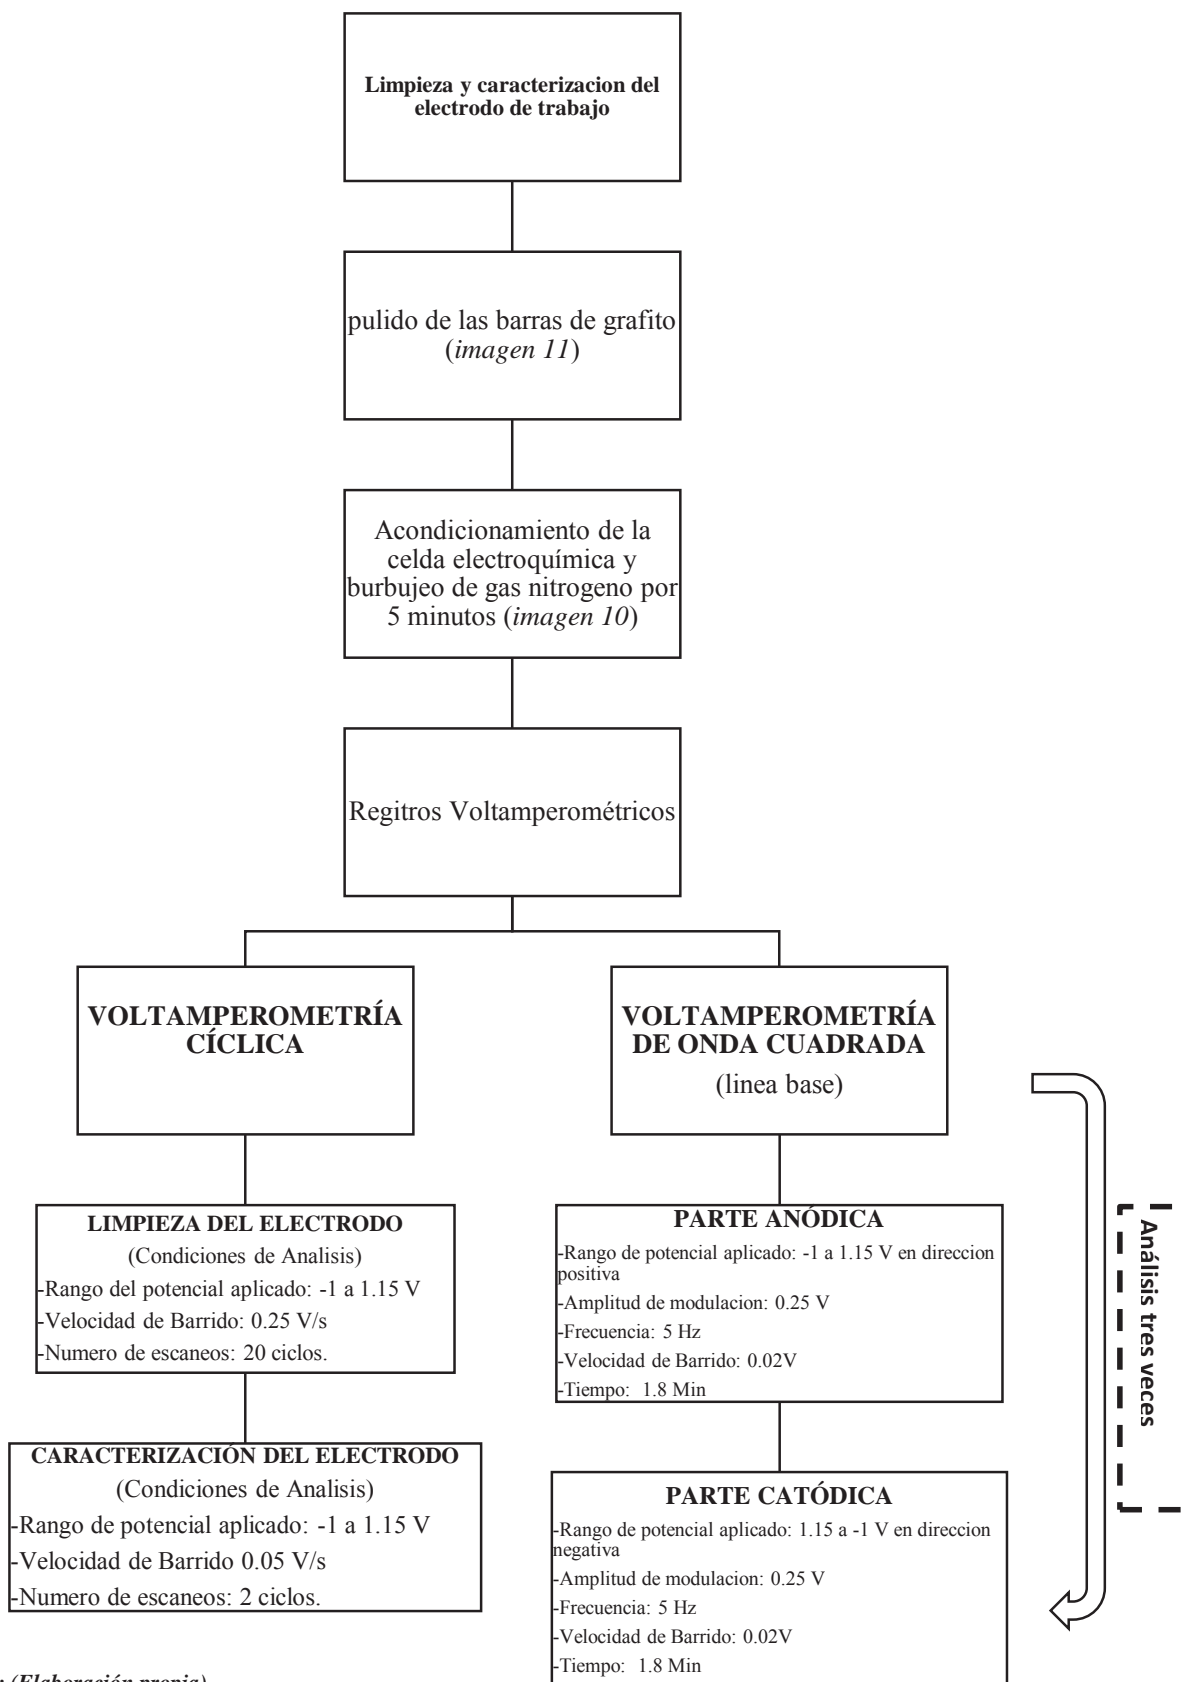 Limpieza y caracterizacion del
electrodo de trabajo
pulido de las barras de grafito
(imagen 11)
Acondicionamiento de la
celda electroquímica y
burbujeo de gas nitrogeno por
5 minutos (imagen 10)
Regitros Voltamperométricos
VOLTAMPEROMETRÍA
CÍCLICA
LIMPIEZA DEL ELECTRODO
(Condiciones de Analisis)
-Rango del potencial aplicado: -1 a 1.15 V
-Velocidad de Barrido: 0.25 V/s
-Numero de escaneos: 20 ciclos.
CARACTERIZACIÓN DEL ELECTRODO
(Condiciones de Analisis)
-Rango de potencial aplicado: -1 a 1.15 V
-Velocidad de Barrido 0.05 V/s
-Numero de escaneos: 2 ciclos.
VOLTAMPEROMETRÍA
DE ONDA CUADRADA
(linea base)
PARTE ANÓDICA
-Rango de potencial aplicado: -1 a 1.15 V en direccion
positiva
-Amplitud de modulacion: 0.25 V
-Frecuencia: 5 Hz
-Velocidad de Barrido: 0.02V
-Tiempo: 1.8 Min
PARTE CATÓDICA
-Rango de potencial aplicado: 1.15 a -1 V en direccion
negativa
-Amplitud de modulacion: 0.25 V
-Frecuencia: 5 Hz
-Velocidad de Barrido: 0.02V
-Tiempo: 1.8 Min
Análisis tres veces
(Elaboración propia)